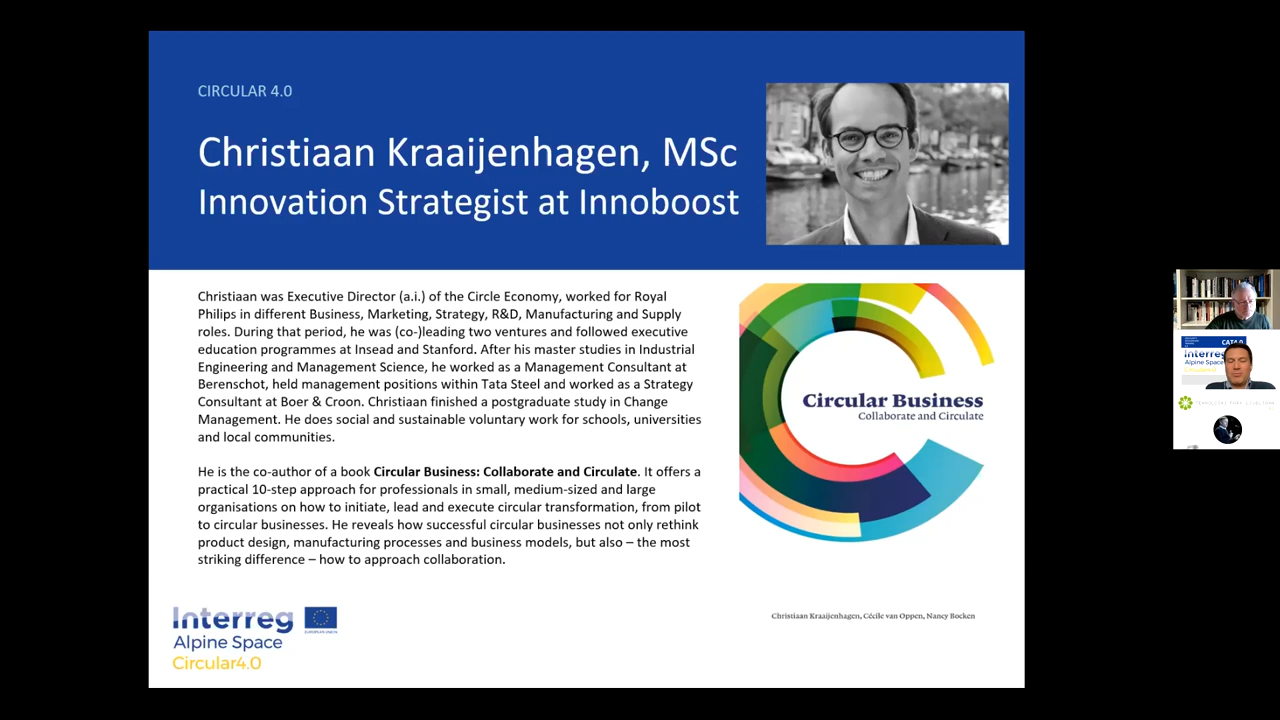 CIRCULAR 4.0
Christiaan Kraaijenhagen, MSc
Innovation Strategist at Innoboost
Christiaan was Executive Director (a.i.) of the Circle Economy, worked for Royal
Philips in different Business, Marketing, Strategy, R&D, Manufacturing and Supply
roles. During that period, he was (co-)leading two ventures and followed executive
education programmes at Insead and Stanford. After his master studies in Industrial
Engineering and Management Science, he worked as a Management Consultant at
Berenschot, held management positions within Tata Steel and worked as a Strategy
Consultant at Boer & Croon. Christiaan finished a postgraduate study in Change
Management. He does social and sustainable voluntary work for schools, universities
and local communities.
He is the co-author of a book Circular Business: Collaborate and Circulate. It offers a
practical 10-step approach for professionals in small, medium-sized and large
organisations on how to initiate, lead and execute circular transformation, from pilot
to circular businesses. He reveals how successful circular businesses not only rethink
product design, manufacturing processes and business models, but also – the most
striking difference – how to approach collaboration.
Circular Business
Collaborate and Circulate
Christiaan Kraaijenhagen, Cécile van Oppen, Nancy Bocken
Interreg
EUROPEAN UNION
Alpine Space
Circular4.0
Interreg
Alpine Space